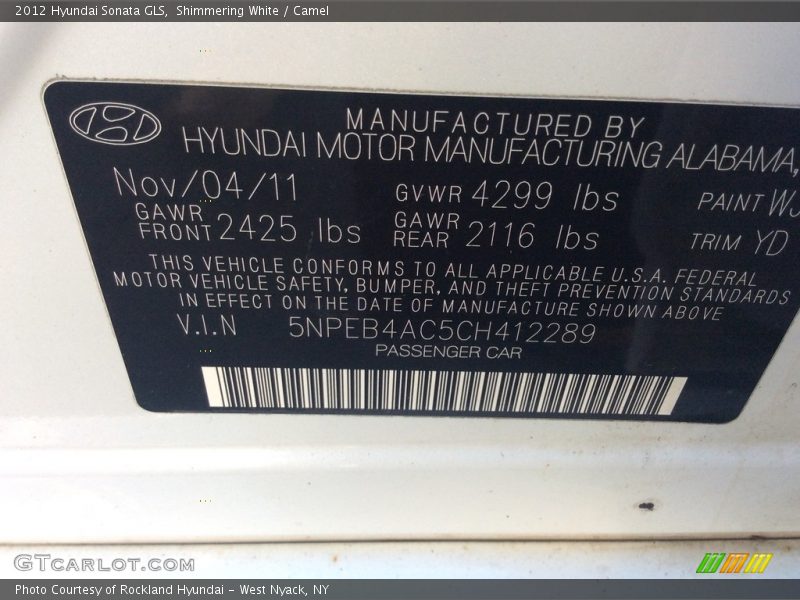 2012 Hyundai Sonata GLS, Shimmering White / Camel
MANUFACTURED BY
HYUNDAI MOTOR MANUFACTURING ALABAMA,
Nov/04/11 GVWR 4299 lbs PAINT WJ
GAWR FRONT 2425 lbs GAWR REAR 2116 lbs TRIM YD
THIS VEHICLE CONFORMS TO ALL APPLICABLE U.S.A. FEDERAL
MOTOR VEHICLE SAFETY, BUMPER, AND THEFT PREVENTION STANDARDS
IN EFFECT ON THE DATE OF MANUFACTURE SHOWN ABOVE
V.I.N 5NPEB4AC5CH412289
PASSENGER CAR
GTCARLOT.COM
Photo Courtesy of Rockland Hyundai - West Nyack, NY